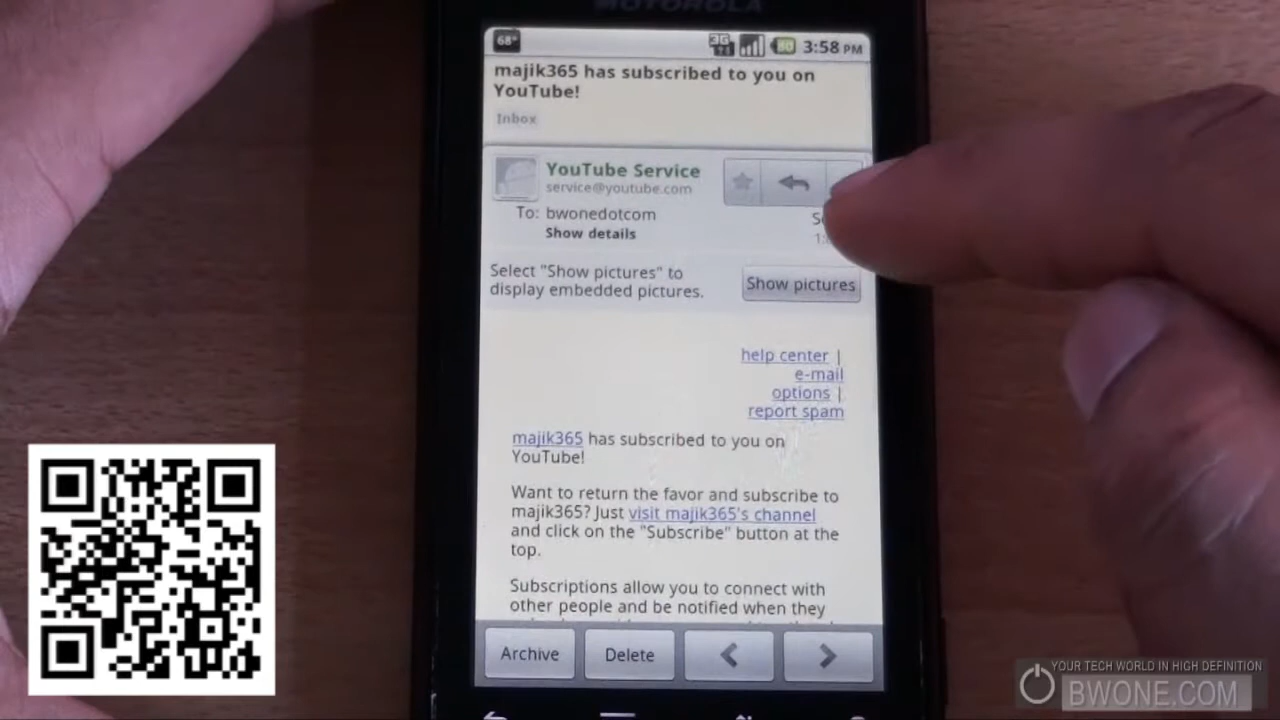 MOTOROLA
68°
3G
80
3:58 PM
majik365 has subscribed to you on
YouTube!
Inbox
YouTube Service
service@youtube.com
To: bwonedotcom
Show details
Select "Show pictures" to
display embedded pictures.
Show pictures
help center |
e-mail
options |
report spam
majik365 has subscribed to you on
YouTube!
Want to return the favor and subscribe to
majik365? Just visit majik365's channel
and click on the "Subscribe" button at the
top.
Subscriptions allow you to connect with
other people and be notified when they
Archive
Delete
YOUR TECH WORLD IN HIGH DEFINITION
BWONE.COM